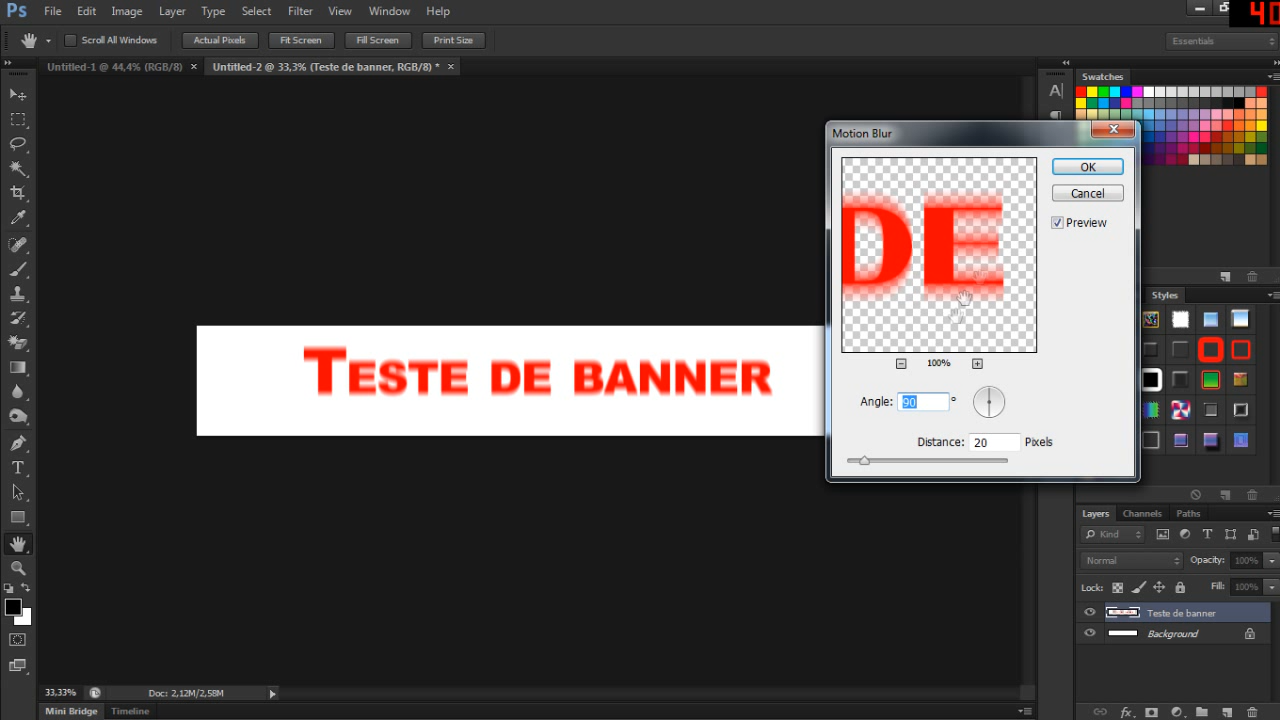 Ps File Edit Image Layer Type Select Filter View Window Help
40
Scroll All Windows Actual Pixels Fit Screen Fill Screen Print Size Essentials
Untitled-1 @ 44,4% (RGB/8) × Untitled-2 @ 33,3% (Teste de banner, RGB/8) * ×
Swatches
A
Motion Blur
OK
Cancel
Preview
DE
100%
Angle: 90 °
Distance: 20 Pixels
TESTE DE BANNER
Styles
Layers Channels Paths
Kind T
Normal Opacity: 100%
Lock: Fill: 100%
Teste de banner
Background
fx
T
33,33% Doc: 2,12M/2,58M
Mini Bridge Timeline